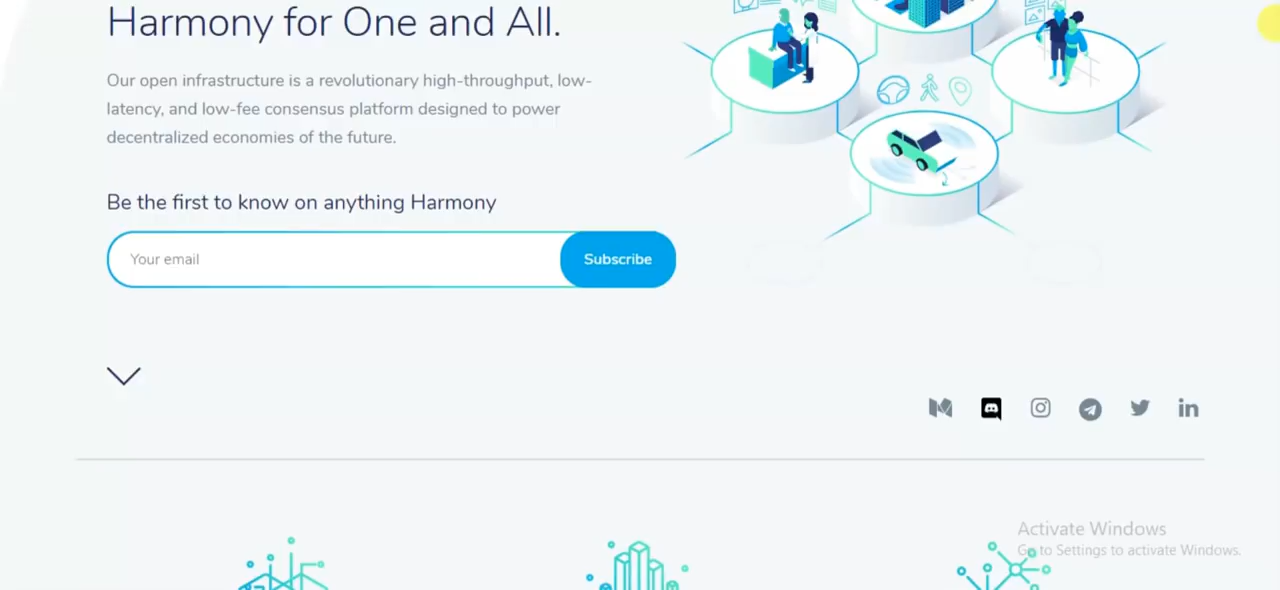 Harmony for One and All.
Our open infrastructure is a revolutionary high-throughput, low-
latency, and low-fee consensus platform designed to power
decentralized economies of the future.
Be the first to know on anything Harmony
Your email
Subscribe
in
Activate Windows
Go to Settings to activate Windows.